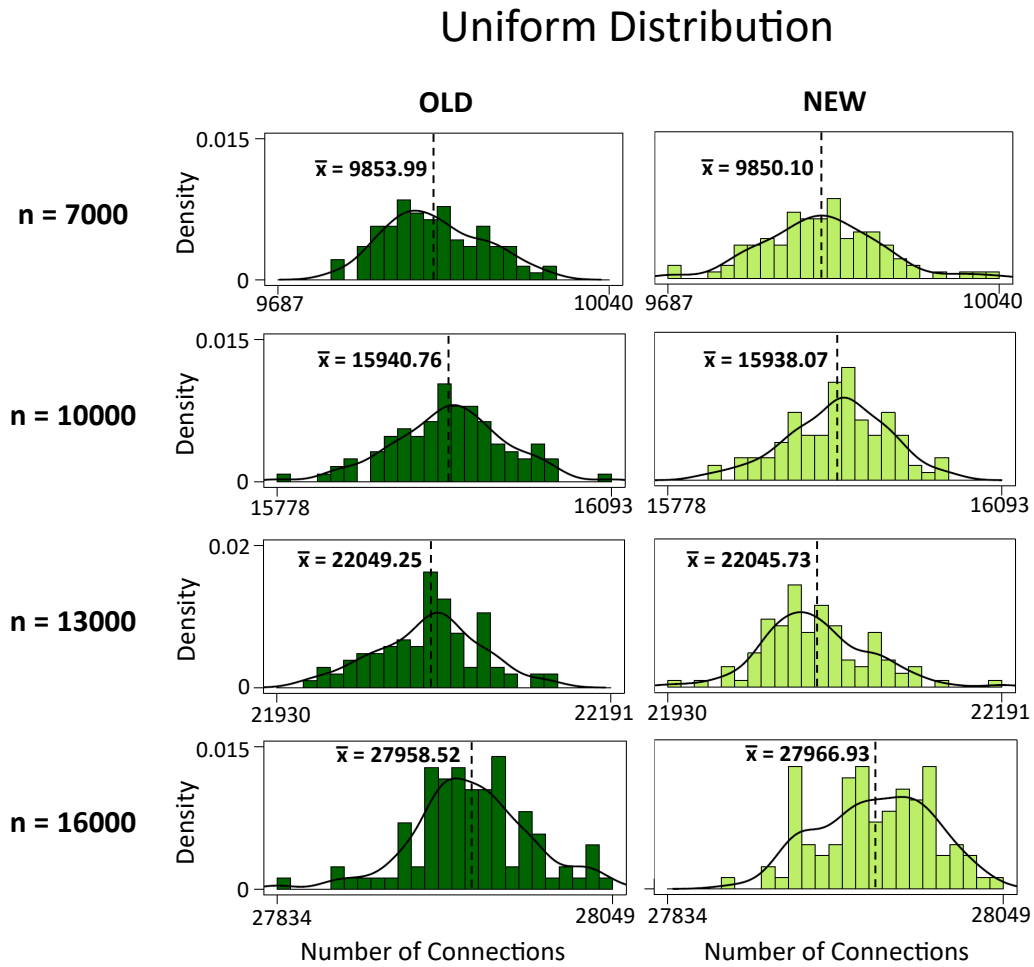 Uniform Distribution
OLD
NEW
n = 7000
Density
0.015
0
x̅ = 9853.99
9687
10040
x̅ = 9850.10
9687
10040
n = 10000
Density
0.015
0
x̅ = 15940.76
15778
16093
x̅ = 15938.07
15778
16093
n = 13000
Density
0.02
0
x̅ = 22049.25
21930
22191
x̅ = 22045.73
21930
22191
n = 16000
Density
0.015
0
x̅ = 27958.52
27834
28049
x̅ = 27966.93
27834
28049
Number of Connections
Number of Connections